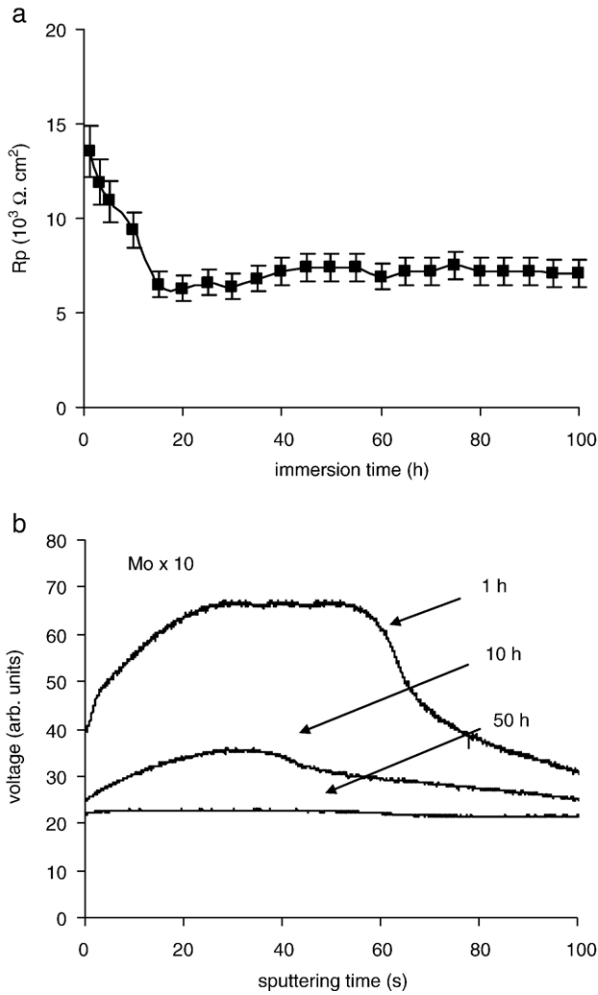 a
20
15
10
5
0
Rp (10³ Ω. cm²)
0 20 40 60 80 100
immersion time (h)
b
80
70
60
50
40
30
20
10
0
voltage (arb. units)
Mo x 10
1 h
10 h
50 h
0 20 40 60 80 100
sputtering time (s)